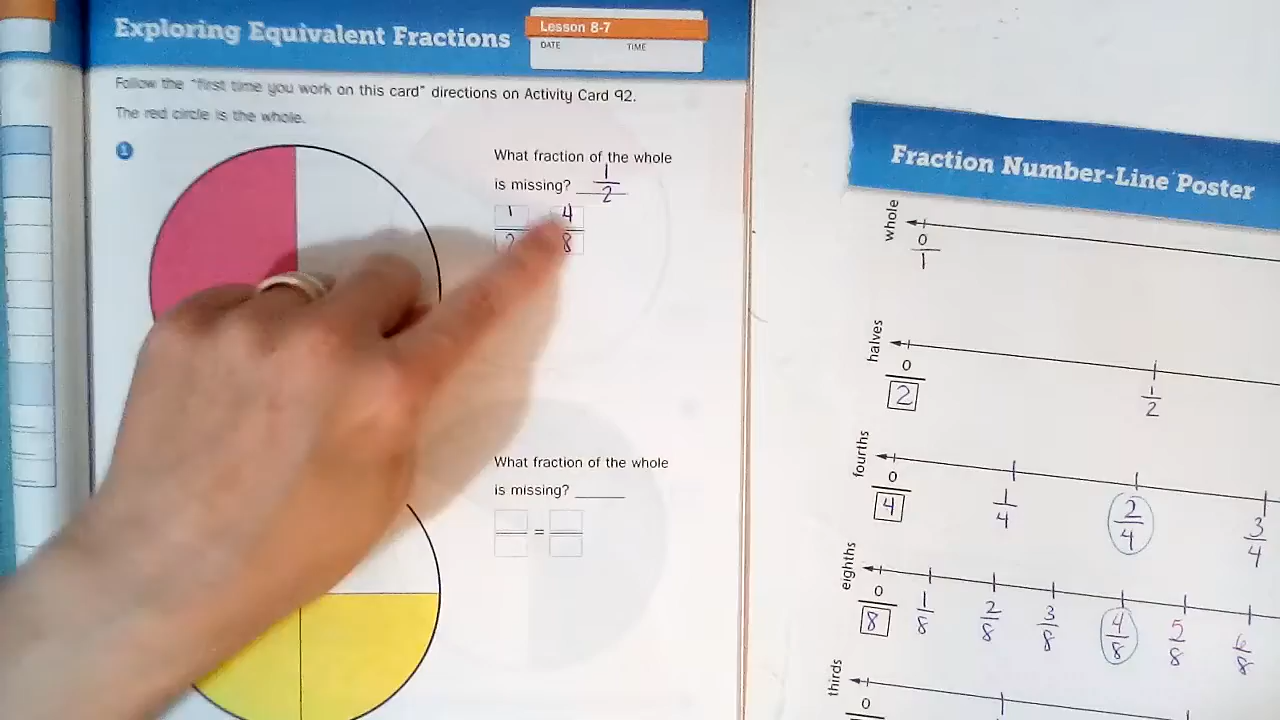 Exploring Equivalent Fractions
Lesson 8-7
DATE TIME
Follow the "first time you work on this card" directions on Activity Card 92.
The red circle is the whole.
1
What fraction of the whole
is missing? 1/2
1/2 4/8
What fraction of the whole
is missing? ______
=
Fraction Number-Line Poster
whole
0/1
halves
0/2 1/2
fourths
0/4 1/4 2/4 3/4
eighths
0/8 1/8 2/8 3/8 4/8 5/8 6/8
thirds
0